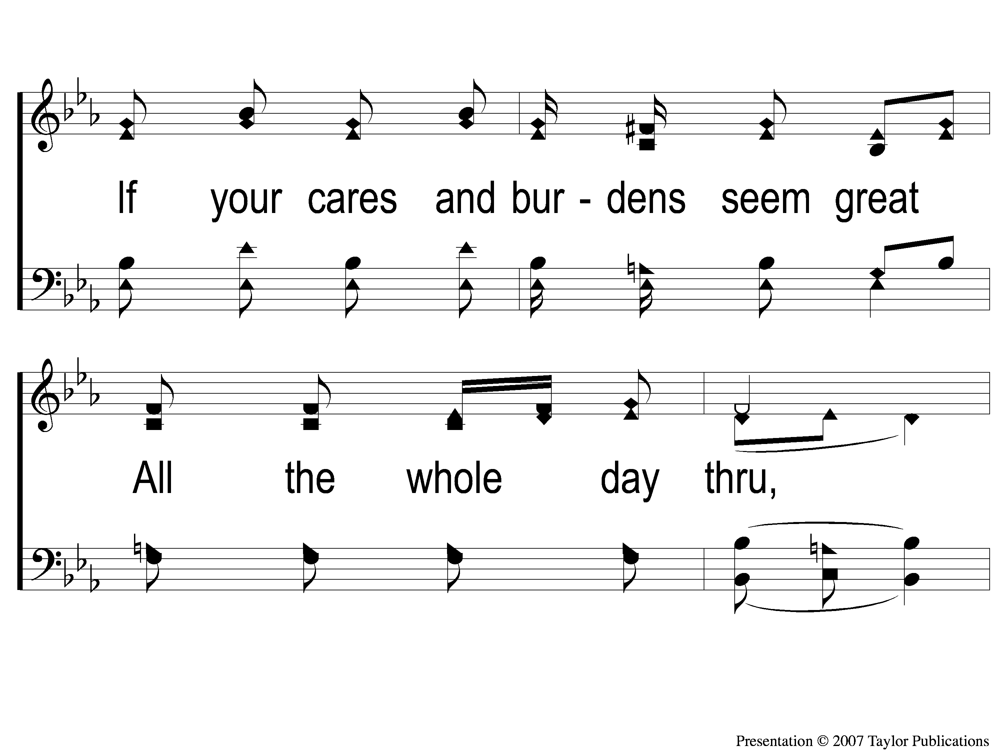 If your cares and bur - dens seem great
All the whole day thru,
Presentation © 2007 Taylor Publications